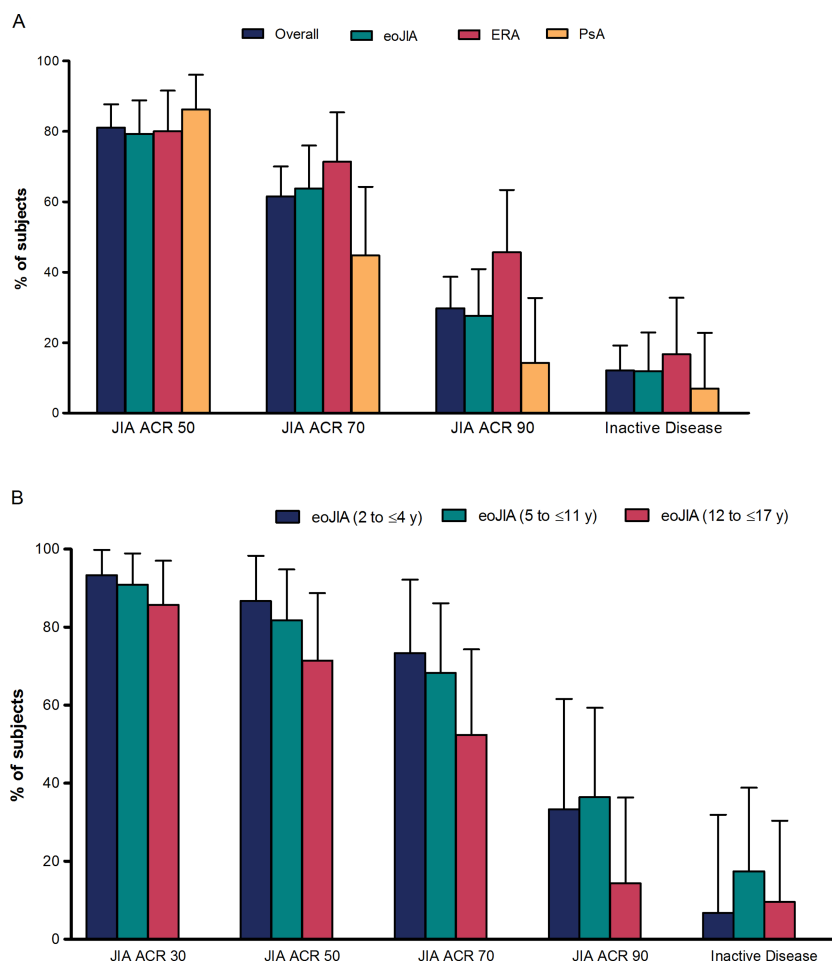 A
Overall eoJIA ERA PsA
100
80
60
40
20
0
% of subjects
JIA ACR 50 JIA ACR 70 JIA ACR 90 Inactive Disease
B
eoJIA (2 to ≤4 y) eoJIA (5 to ≤11 y) eoJIA (12 to ≤17 y)
100
80
60
40
20
0
% of subjects
JIA ACR 30 JIA ACR 50 JIA ACR 70 JIA ACR 90 Inactive Disease